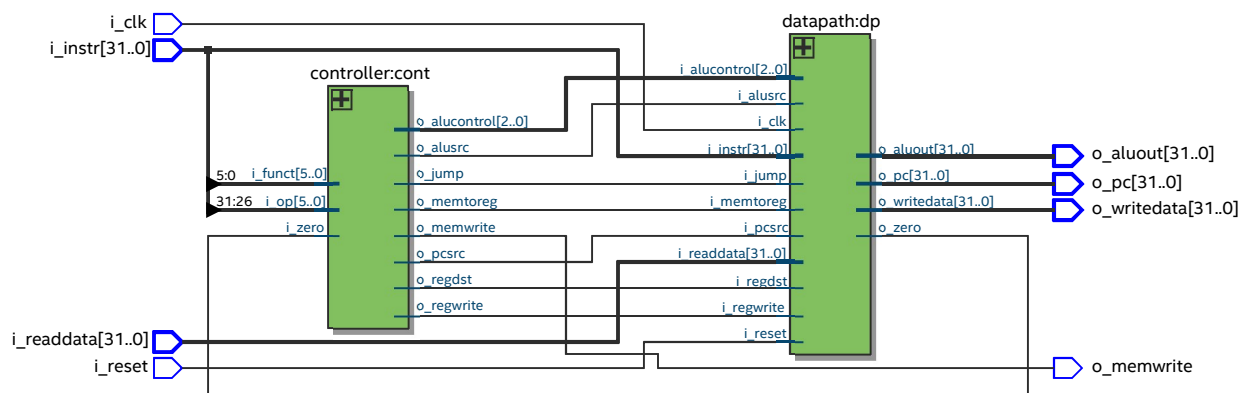 i_clk
i_instr[31..0]
controller:cont
5:0
i_funct[5..0]
31:26
i_op[5..0]
i_zero
o_alucontrol[2..0]
o_alusrc
o_jump
o_memtoreg
o_memwrite
o_pcsrc
o_regdst
o_regwrite
i_readdata[31..0]
i_reset
datapath:dp
i_alucontrol[2..0]
i_alusrc
i_clk
i_instr[31..0]
i_jump
i_memtoreg
i_pcsrc
i_readdata[31..0]
i_regdst
i_regwrite
i_reset
o_aluout[31..0]
o_pc[31..0]
o_writedata[31..0]
o_zero
o_aluout[31..0]
o_pc[31..0]
o_writedata[31..0]
o_memwrite